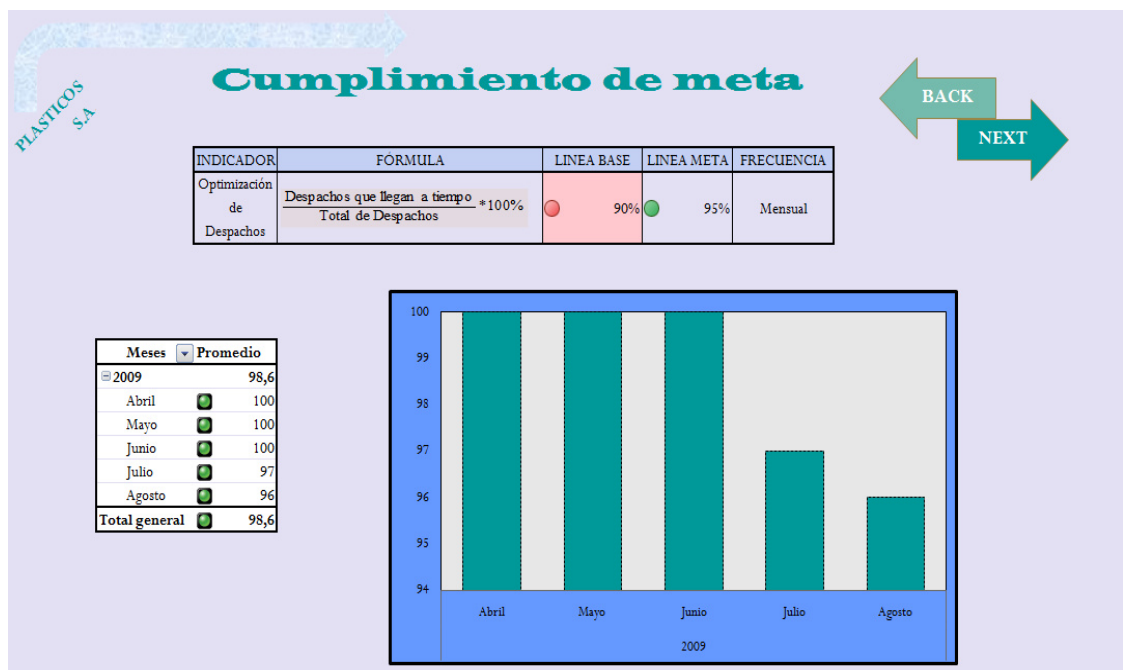 PLASTICOS
S.A
Cumplimiento de meta
BACK
NEXT
INDICADOR FÓRMULA LINEA BASE LINEA META FRECUENCIA
Optimización
de
Despachos
Despachos que llegan a tiempo
Total de Despachos
*100%
90% 95% Mensual
Meses Promedio
2009 98,6
Abril 100
Mayo 100
Junio 100
Julio 97
Agosto 96
Total general 98,6
100
99
98
97
96
95
94
Abril Mayo Junio Julio Agosto
2009